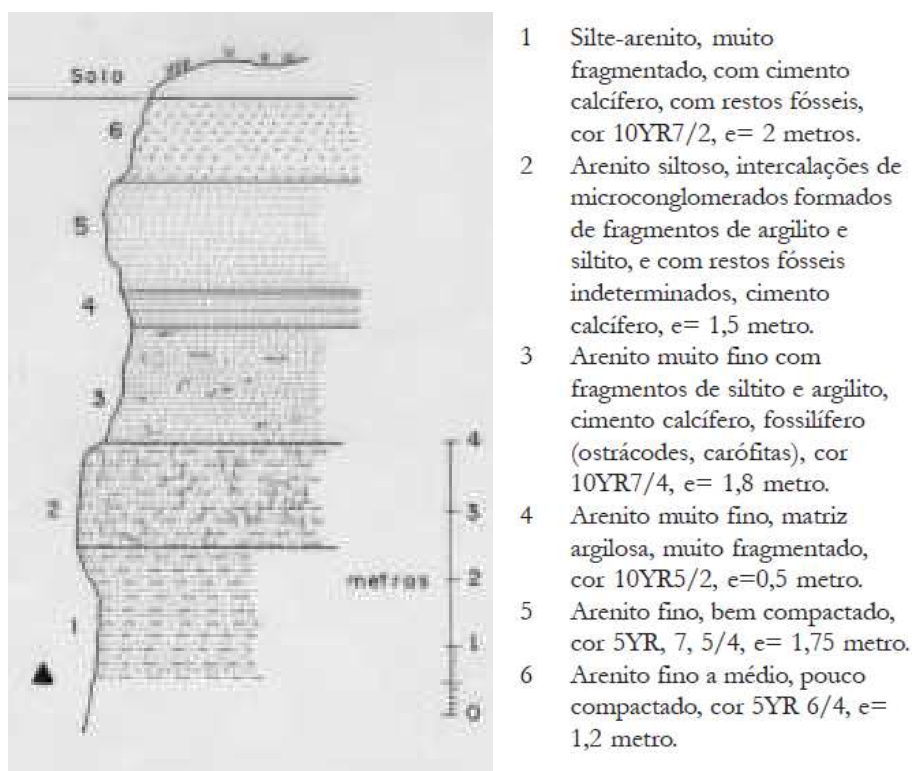 Solo
6
5
4
3
2
1
4
3
2
1
0
metros
1 Silte-arenito, muito
fragmentado, com cimento
calcífero, com restos fósseis,
cor 10YR7/2, e= 2 metros.
2 Arenito siltoso, intercalações de
microconglomerados formados
de fragmentos de argilito e
siltito, e com restos fósseis
indeterminados, cimento
calcífero, e= 1,5 metro.
3 Arenito muito fino com
fragmentos de siltito e argilito,
cimento calcífero, fossilífero
(ostrácodes, carófitas), cor
10YR7/4, e= 1,8 metro.
4 Arenito muito fino, matriz
argilosa, muito fragmentado,
cor 10YR5/2, e=0,5 metro.
5 Arenito fino, bem compactado,
cor 5YR, 7, 5/4, e= 1,75 metro.
6 Arenito fino a médio, pouco
compactado, cor 5YR 6/4, e=
1,2 metro.